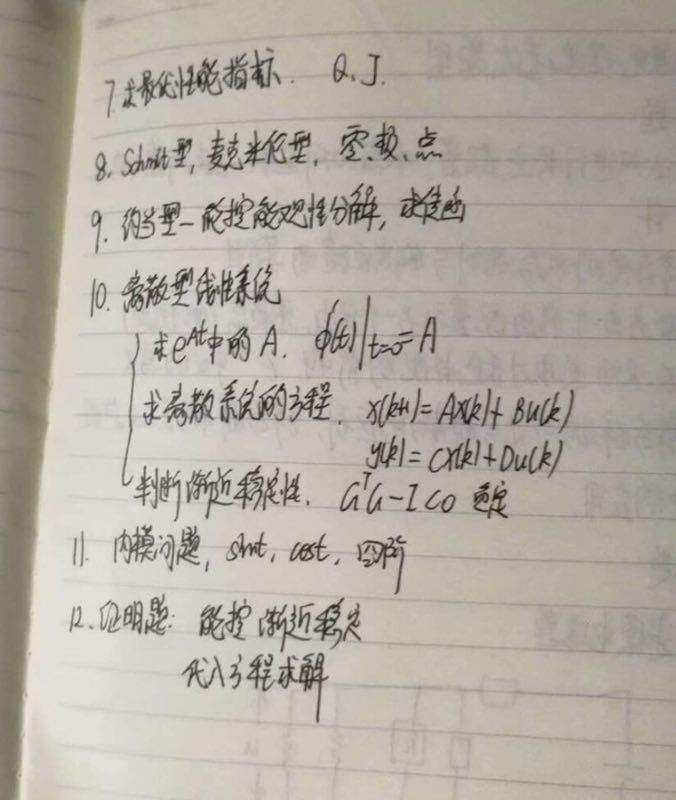 7. 求最优性能指标. Q, J.
8. Schmit型, 麦克米伦型, 零、极、点
9. 约当型—能控能观性分解, 求传函
10. 离散型线性系统
求e^{At}中的A. φ'(t)|_{t=0}=A
求离散系统的方程. x(k+1)=Ax(k)+Bu(k)
y(k)=Cx(k)+Du(k)
判断渐近稳定性. G^TG-I<0 定
11. 内模问题, sint, cost, 四阶
12. 证明题: 能控 渐近稳定
代入方程求解